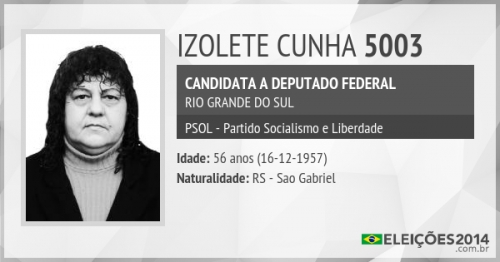 IZOLETE CUNHA 5003
CANDIDATA A DEPUTADO FEDERAL
RIO GRANDE DO SUL
PSOL - Partido Socialismo e Liberdade
Idade: 56 anos (16-12-1957)
Naturalidade: RS - Sao Gabriel
ELEIÇÕES2014
.com.br